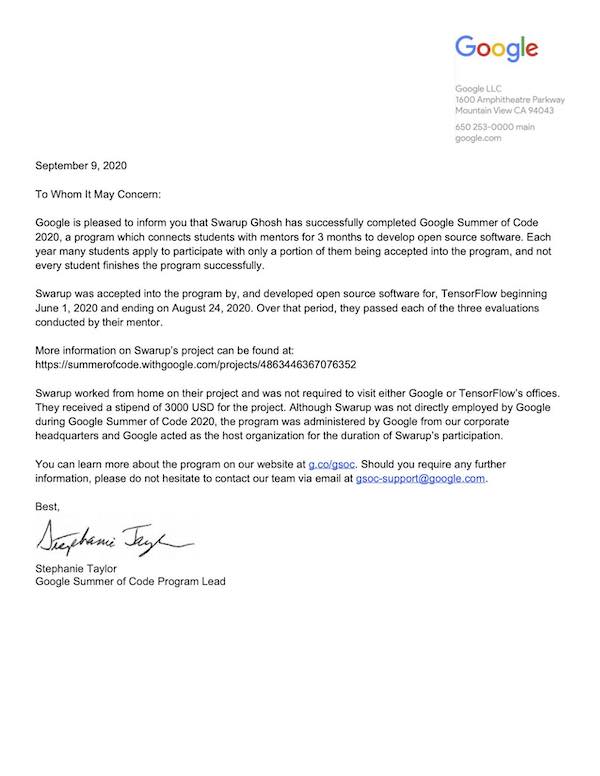 Google
Google LLC
1600 Amphitheatre Parkway
Mountain View CA 94043
650 253-0000 main
google.com
September 9, 2020
To Whom It May Concern:
Google is pleased to inform you that Swarup Ghosh has successfully completed Google Summer of Code
2020, a program which connects students with mentors for 3 months to develop open source software. Each
year many students apply to participate with only a portion of them being accepted into the program, and not
every student finishes the program successfully.
Swarup was accepted into the program by, and developed open source software for, TensorFlow beginning
June 1, 2020 and ending on August 24, 2020. Over that period, they passed each of the three evaluations
conducted by their mentor.
More information on Swarup's project can be found at:
https://summerofcode.withgoogle.com/projects/4863446367076352
Swarup worked from home on their project and was not required to visit either Google or TensorFlow's offices.
They received a stipend of 3000 USD for the project. Although Swarup was not directly employed by Google
during Google Summer of Code 2020, the program was administered by Google from our corporate
headquarters and Google acted as the host organization for the duration of Swarup's participation.
You can learn more about the program on our website at g.co/gsoc. Should you require any further
information, please do not hesitate to contact our team via email at gsoc-support@google.com.
Best,
Stephanie Taylor
Stephanie Taylor
Google Summer of Code Program Lead